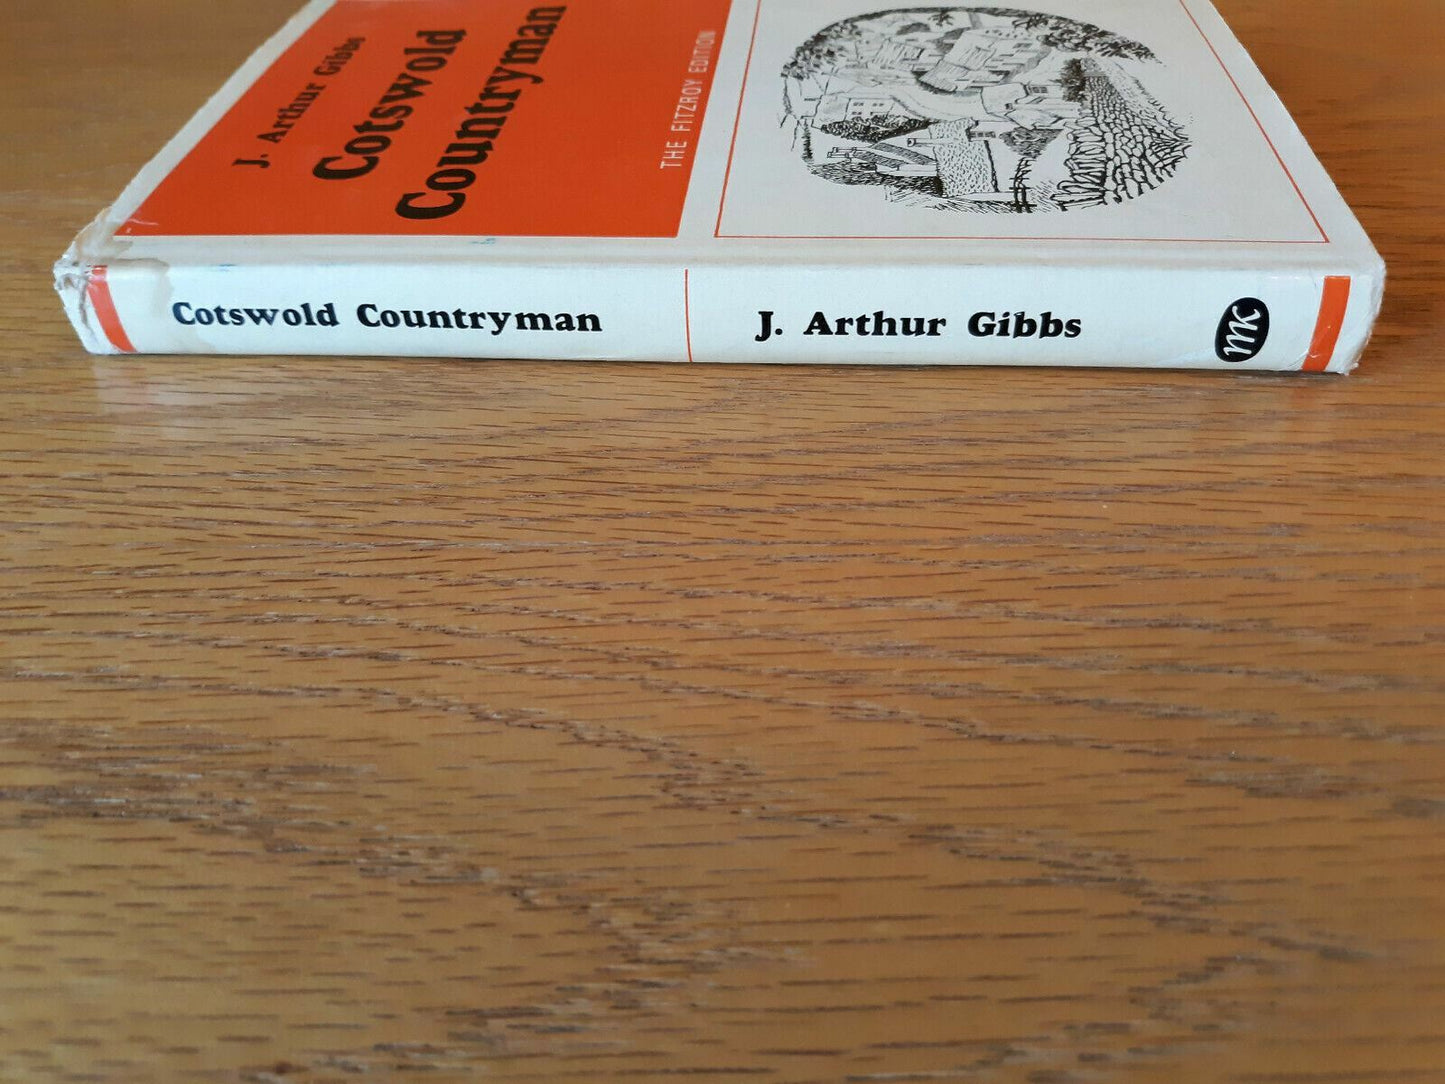 J. Arthur Gibbs
Cotswold
Countryman
THE FITZROY EDITION
Cotswold Countryman
J. Arthur Gibbs
MK